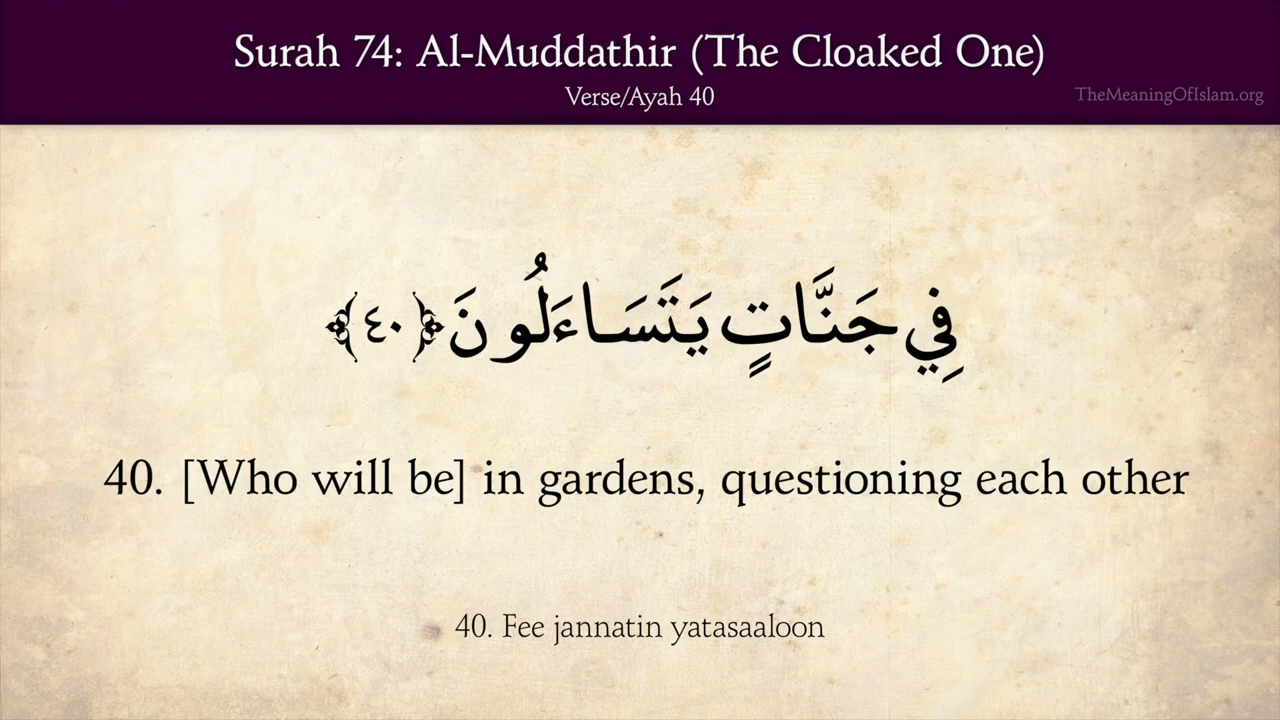 Surah 74: Al-Muddathir (The Cloaked One)
Verse/Ayah 40
TheMeaningOfIslam.org
فِي جَنَّاتٍ يَتَسَاءَلُونَ ﴿٤٠﴾
40. [Who will be] in gardens, questioning each other
40. Fee jannatin yatasaaloon